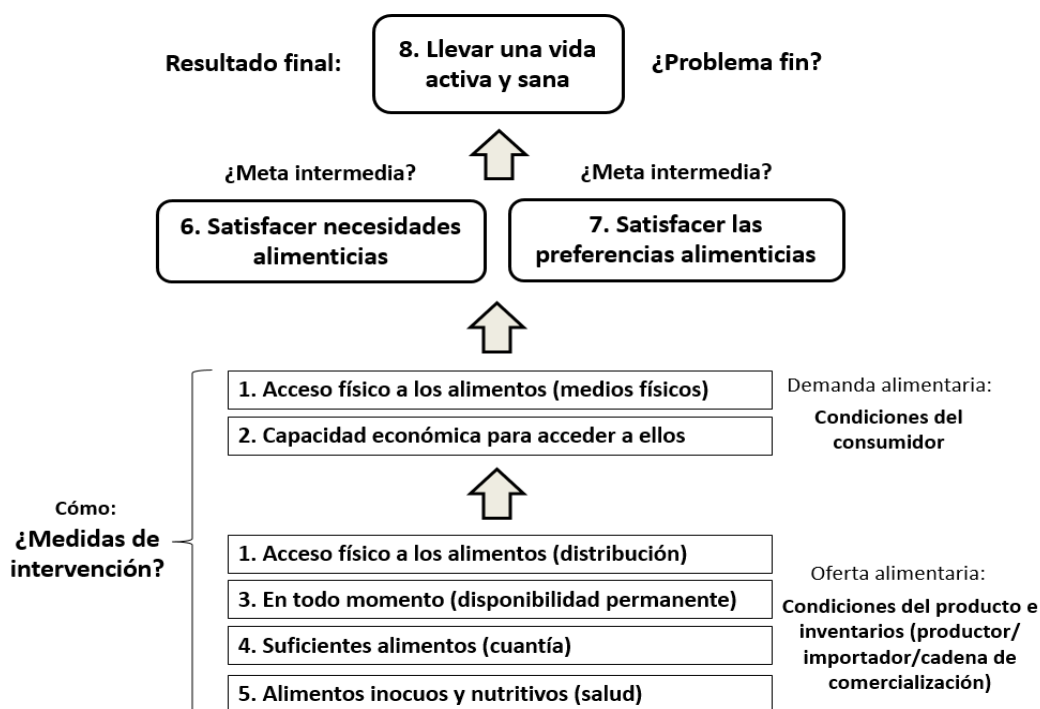 Resultado final:
8. Llevar una vida
activa y sana
¿Problema fin?
¿Meta intermedia?
¿Meta intermedia?
6. Satisfacer necesidades
alimenticias
7. Satisfacer las
preferencias alimenticias
1. Acceso físico a los alimentos (medios físicos)
2. Capacidad económica para acceder a ellos
Demanda alimentaria:
Condiciones del
consumidor
Cómo:
¿Medidas de
intervención?
1. Acceso físico a los alimentos (distribución)
3. En todo momento (disponibilidad permanente)
4. Suficientes alimentos (cuantía)
5. Alimentos inocuos y nutritivos (salud)
Oferta alimentaria:
Condiciones del producto e
inventarios (productor/
importador/cadena de
comercialización)